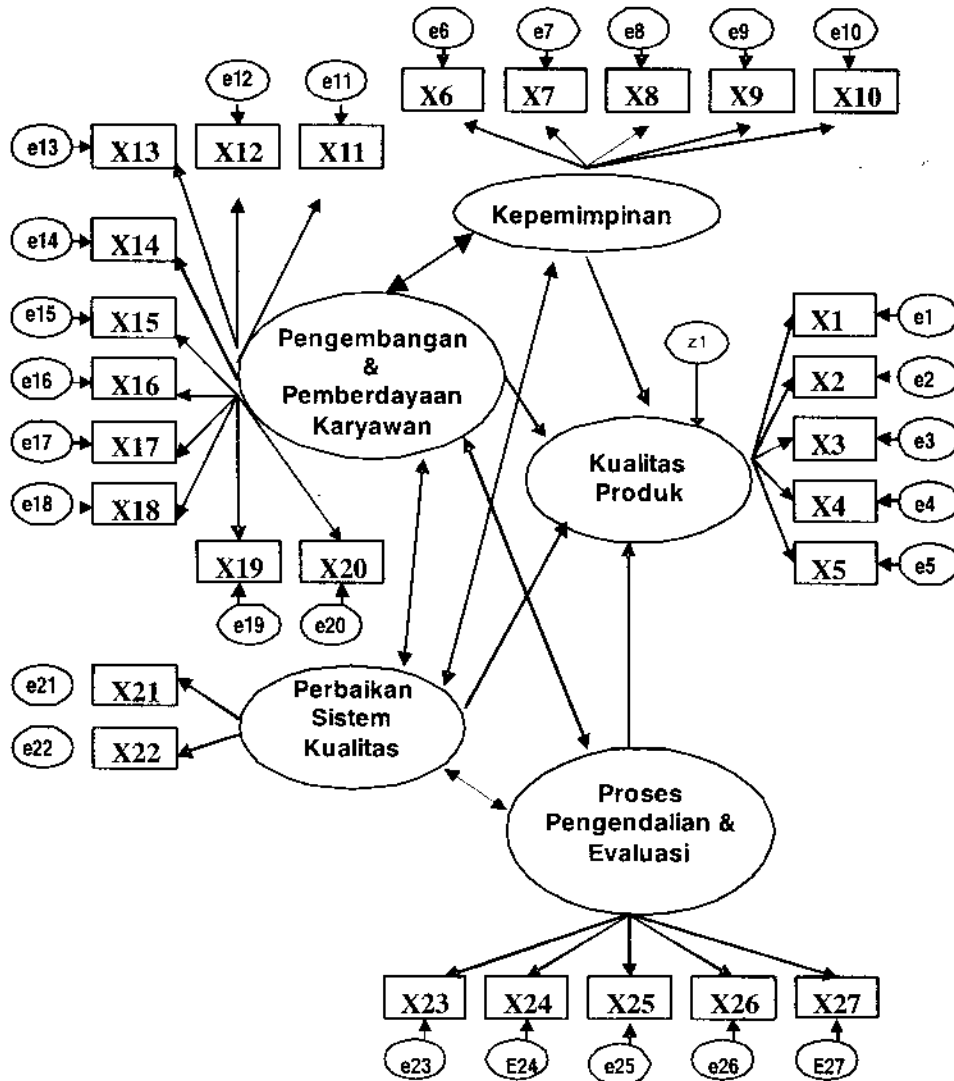 e6 e7 e8 e9 e10
X6 X7 X8 X9 X10
e12 e11
e13 X13 X12 X11
Kepemimpinan
e14 X14
e15 X15
e16 X16
e17 X17
e18 X18
Pengembangan
&
Pemberdayaan
Karyawan
z1
X1 e1
X2 e2
X3 e3
X4 e4
X5 e5
Kualitas
Produk
X19 X20
e19 e20
e21 X21
e22 X22
Perbaikan
Sistem
Kualitas
Proses
Pengendalian &
Evaluasi
X23 X24 X25 X26 X27
e23 E24 e25 e26 E27